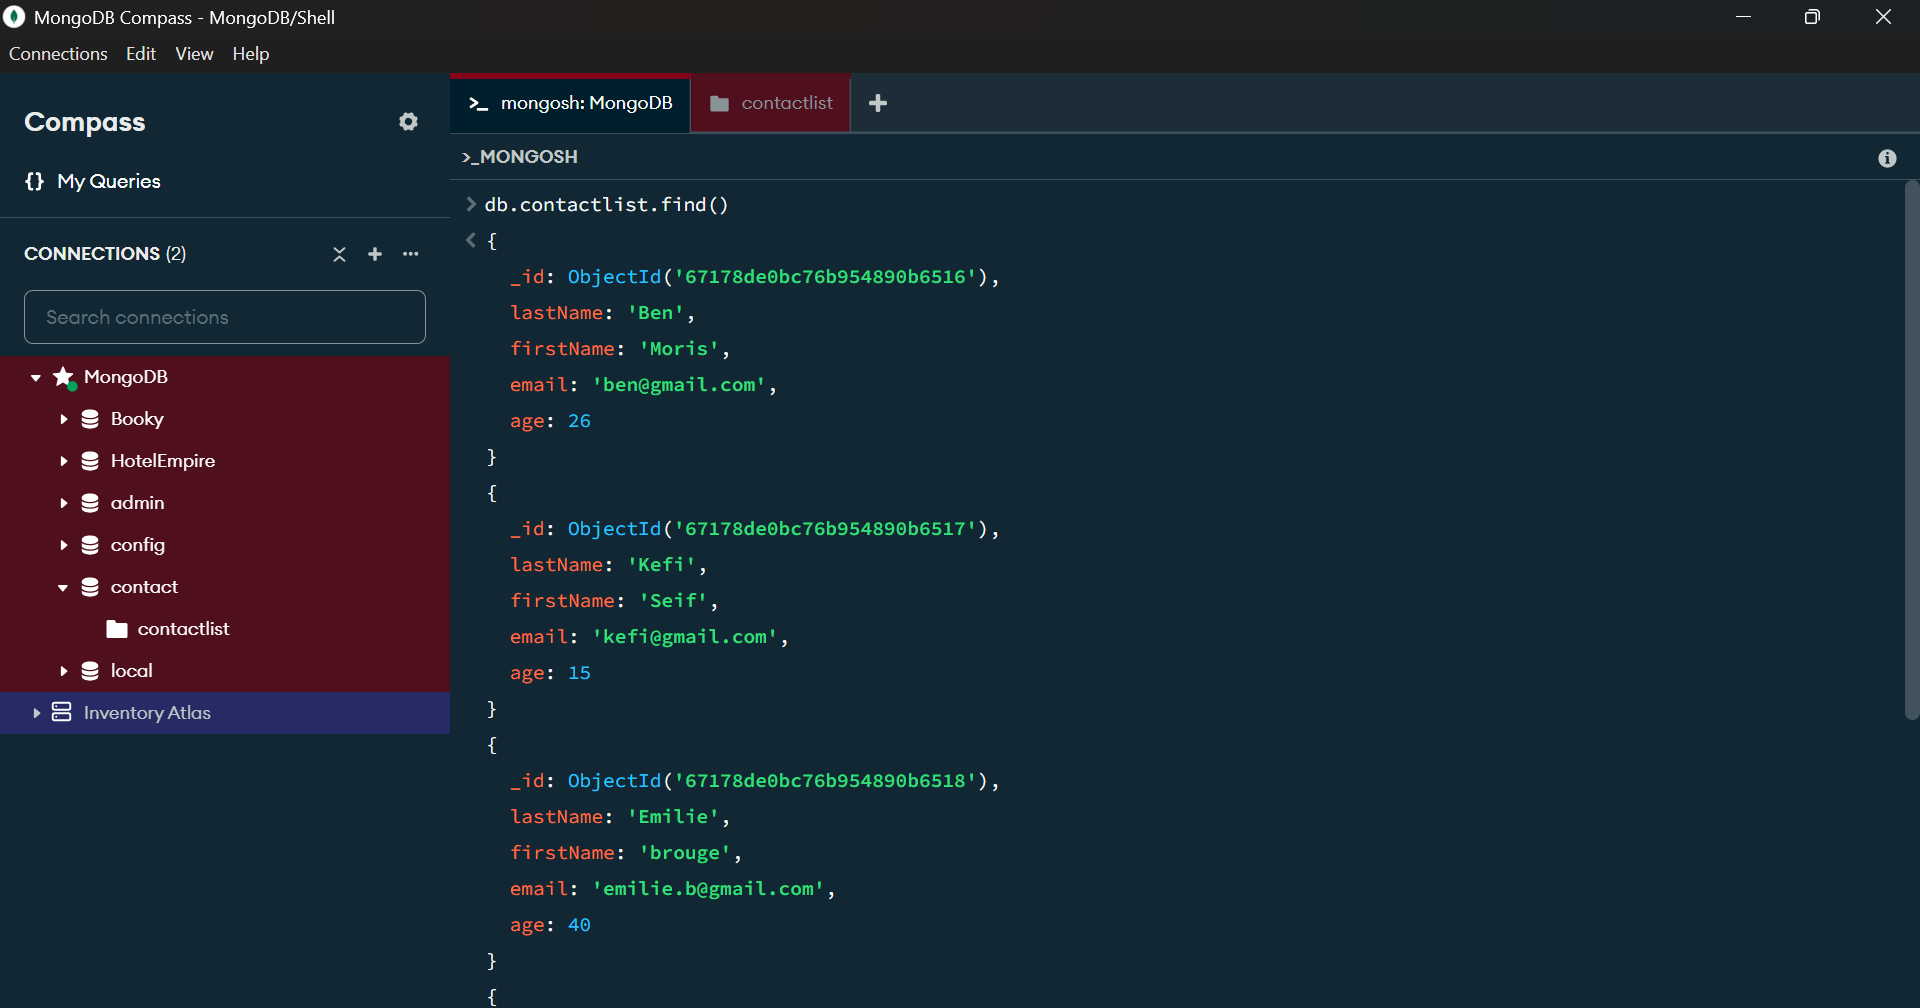 MongoDB Compass - MongoDB/Shell
Connections Edit View Help
Compass
{} My Queries
CONNECTIONS (2)
Search connections
MongoDB
Booky
HotelEmpire
admin
config
contact
contactlist
local
Inventory Atlas
>_ mongosh: MongoDB
contactlist
>_MONGOSH
> db.contactlist.find()
< {
_id: ObjectId('67178de0bc76b954890b6516'),
lastName: 'Ben',
firstName: 'Moris',
email: 'ben@gmail.com',
age: 26
}
{
_id: ObjectId('67178de0bc76b954890b6517'),
lastName: 'Kefi',
firstName: 'Seif',
email: 'kefi@gmail.com',
age: 15
}
{
_id: ObjectId('67178de0bc76b954890b6518'),
lastName: 'Emilie',
firstName: 'brouge',
email: 'emilie.b@gmail.com',
age: 40
}
{